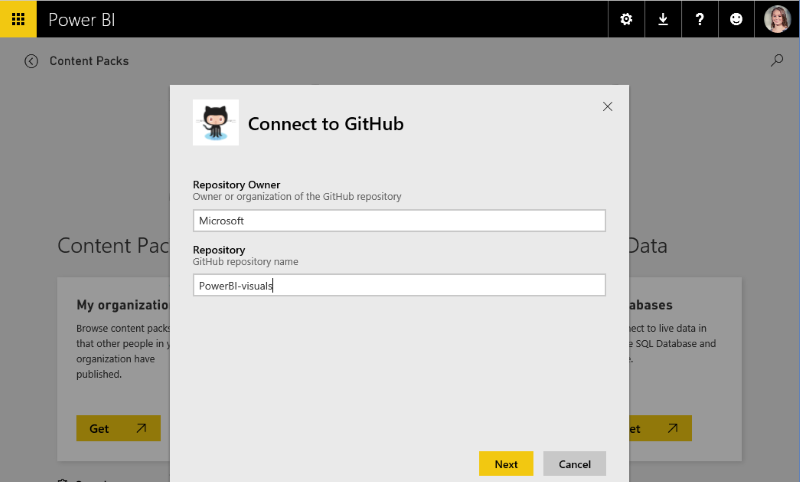 Power BI
?
Content Packs
Connect to GitHub
Repository Owner
Owner or organization of the GitHub repository
Microsoft
Repository
GitHub repository name
PowerBI-visuals
Next
Cancel
Content Pac
Data
My organizatio
Browse content packs
that other people in y
organization have
published.
Get
abases
nect to live data in
e SQL Database and
e.
et